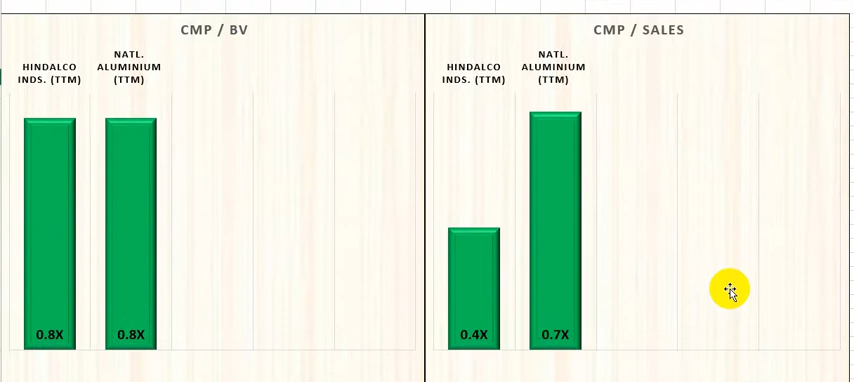 CMP / BV
HINDALCO
INDS. (TTM)
NATL.
ALUMINIUM
(TTM)
0.8X
0.8X
CMP / SALES
HINDALCO
INDS. (TTM)
NATL.
ALUMINIUM
(TTM)
0.4X
0.7X